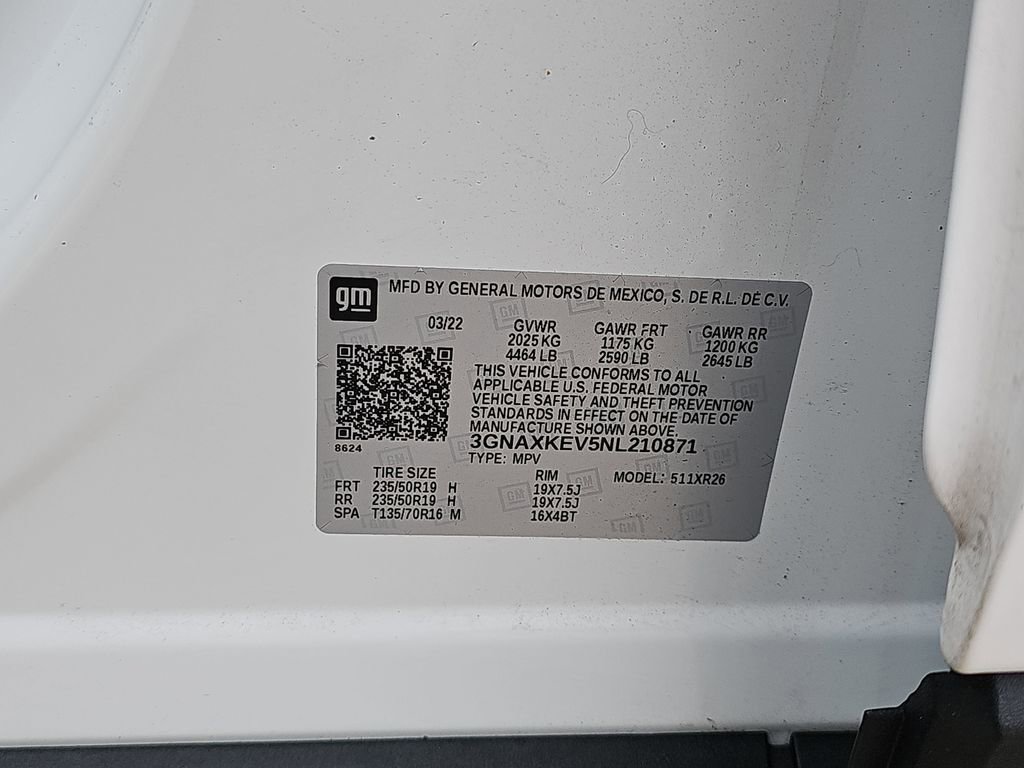 gm MFD BY GENERAL MOTORS DE MEXICO, S. DE R.L. DE C.V.
03/22 GVWR GAWR FRT GAWR RR
2025 KG 1175 KG 1200 KG
4464 LB 2590 LB 2645 LB
THIS VEHICLE CONFORMS TO ALL
APPLICABLE U.S. FEDERAL MOTOR
VEHICLE SAFETY AND THEFT PREVENTION
STANDARDS IN EFFECT ON THE DATE OF
MANUFACTURE SHOWN ABOVE.
8624 3GNAXKEV5NL210871
TYPE: MPV
TIRE SIZE RIM MODEL: 511XR26
FRT 235/50R19 H 19X7.5J
RR 235/50R19 H 19X7.5J
SPA T135/70R16 M 16X4BT